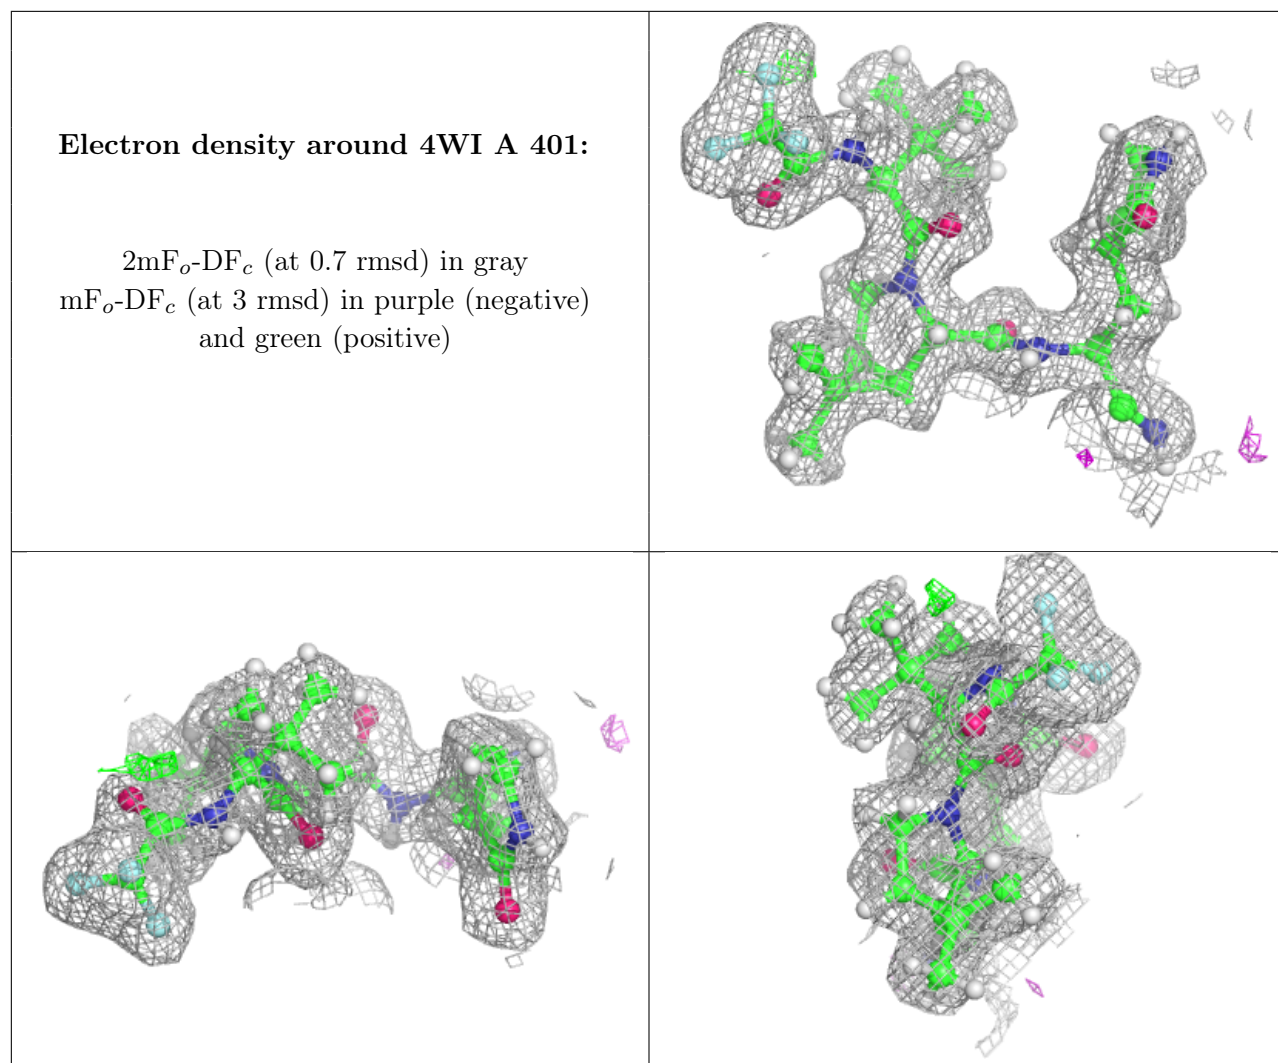 Electron density around 4WI A 401:
2mFo-DFc (at 0.7 rmsd) in gray
mFo-DFc (at 3 rmsd) in purple (negative)
and green (positive)